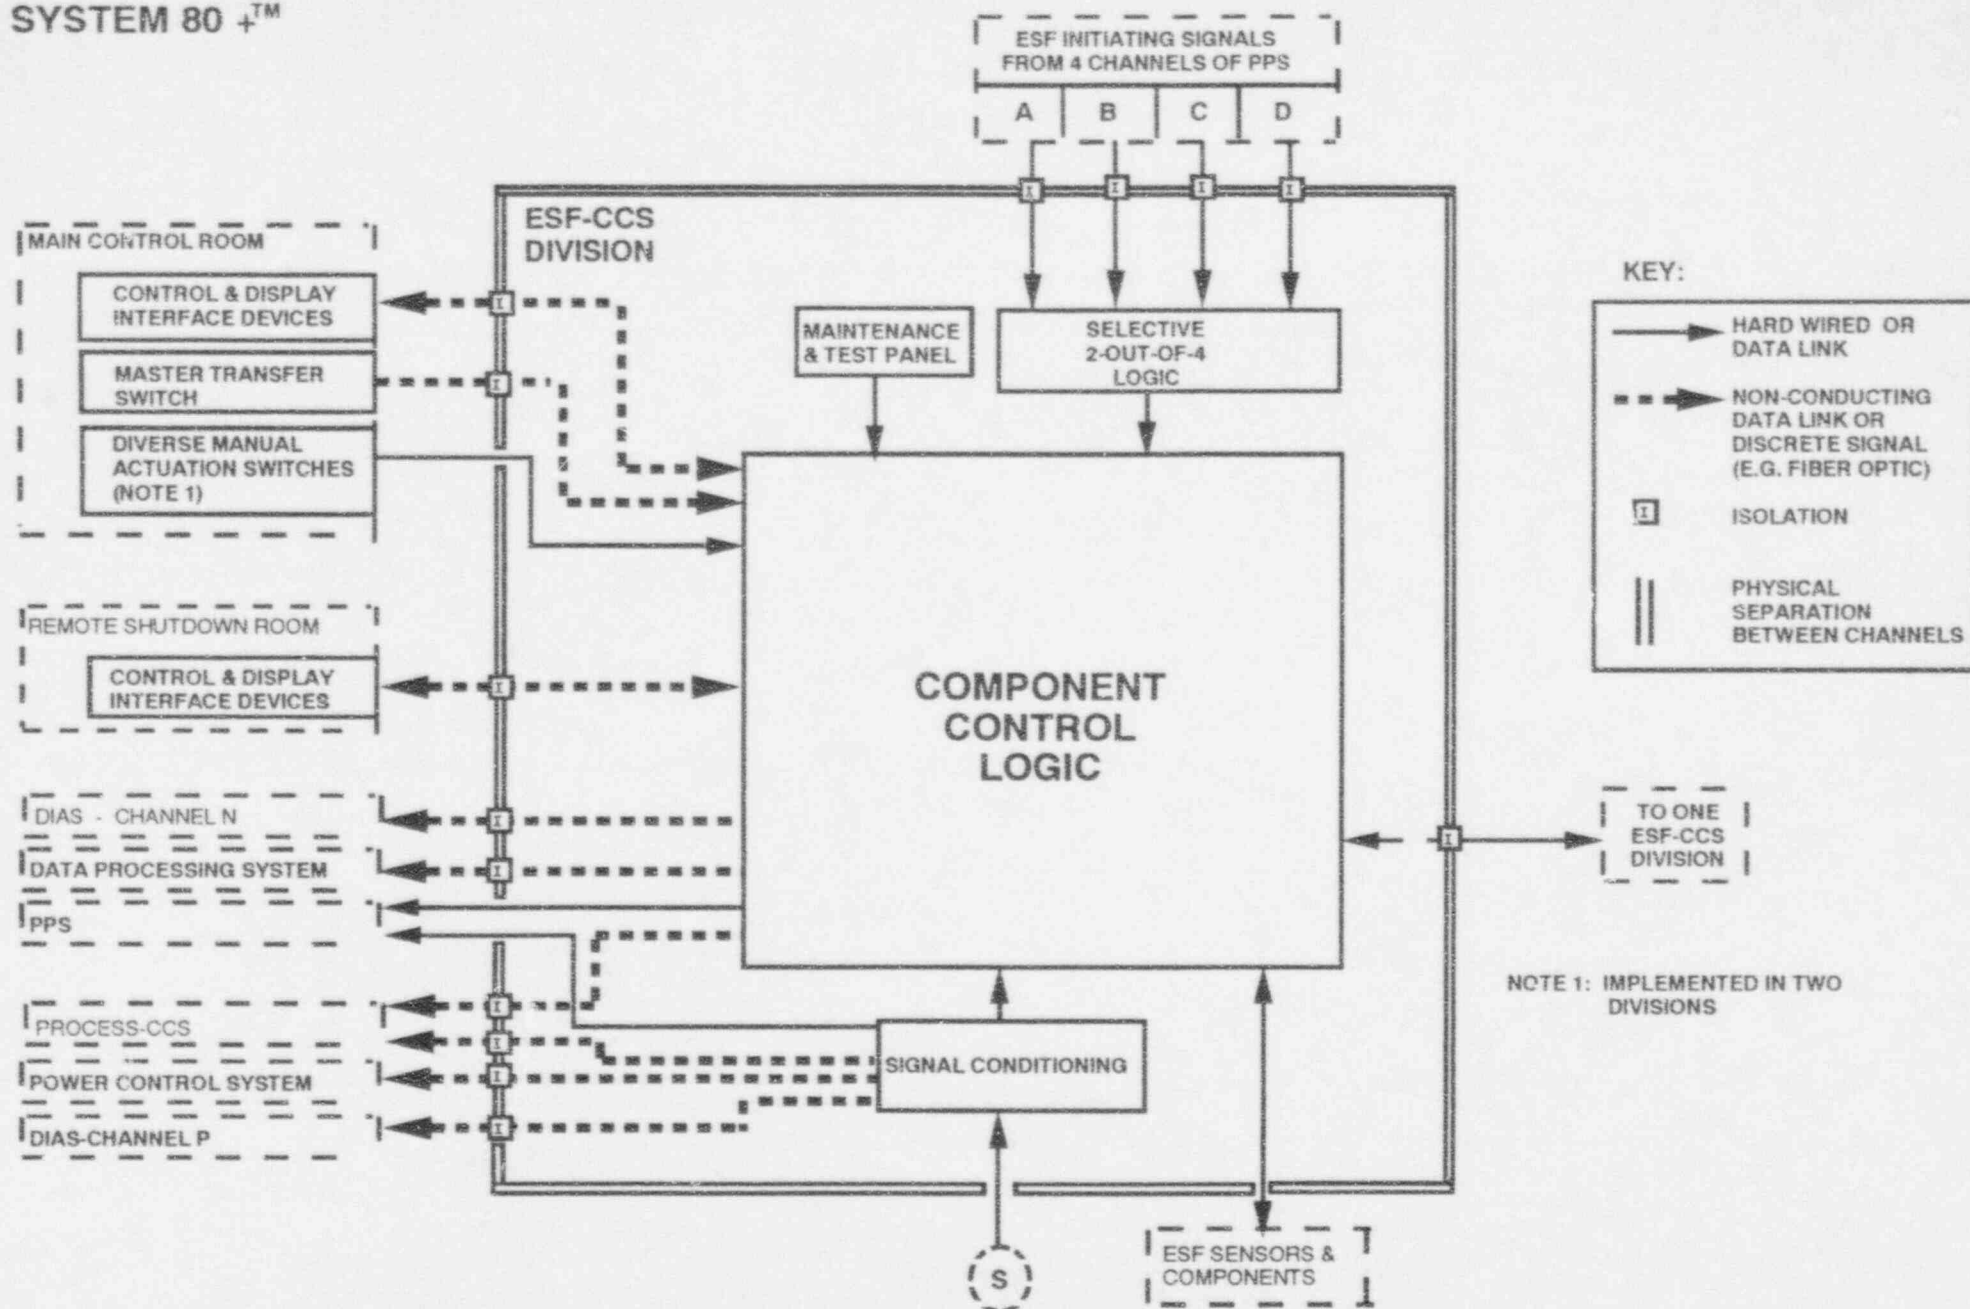 SYSTEM 80 +™
ESF INITIATING SIGNALS
FROM 4 CHANNELS OF PPS
A B C D
I I I I
ESF-CCS
DIVISION
MAIN CONTROL ROOM
CONTROL & DISPLAY
INTERFACE DEVICES
I
MASTER TRANSFER
SWITCH
I
DIVERSE MANUAL
ACTUATION SWITCHES
(NOTE 1)
MAINTENANCE
& TEST PANEL
SELECTIVE
2-OUT-OF-4
LOGIC
KEY:
HARD WIRED OR
DATA LINK
NON-CONDUCTING
DATA LINK OR
DISCRETE SIGNAL
(E.G. FIBER OPTIC)
I ISOLATION
PHYSICAL
SEPARATION
BETWEEN CHANNELS
REMOTE SHUTDOWN ROOM
CONTROL & DISPLAY
INTERFACE DEVICES
I
COMPONENT
CONTROL
LOGIC
DIAS - CHANNEL N
I
DATA PROCESSING SYSTEM
I
PPS
I
TO ONE
ESF-CCS
DIVISION
PROCESS-CCS
I
I
POWER CONTROL SYSTEM
I
DIAS-CHANNEL P
I
SIGNAL CONDITIONING
NOTE 1: IMPLEMENTED IN TWO
DIVISIONS
S
ESF SENSORS &
COMPONENTS